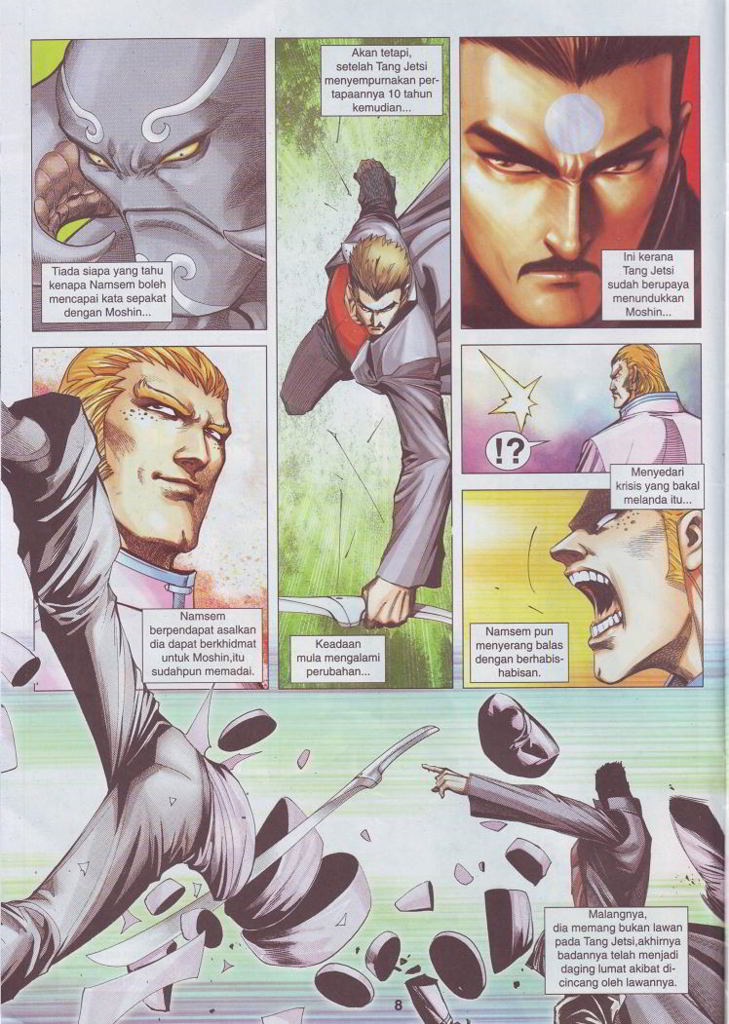 Tiada siapa yang tahu
kenapa Namsem boleh
mencapai kata sepakat
dengan Moshin...
Akan tetapi,
setelah Tang Jetsi
menyempurnakan per-
tapaannya 10 tahun
kemudian...
Ini kerana
Tang Jetsi
sudah berupaya
menundukkan
Moshin...
Namsem
berpendapat asalkan
dia dapat berkhidmat
untuk Moshin,itu
sudahpun memadai.
Keadaan
mula mengalami
perubahan...
!?
Menyedari
krisis yang bakal
melanda itu...
Namsem pun
menyerang balas
dengan berhabis-
habisan.
Malangnya,
dia memang bukan lawan
pada Tang Jetsi,akhirnya
badannya telah menjadi
daging lumat akibat di-
cincang oleh lawannya.
8